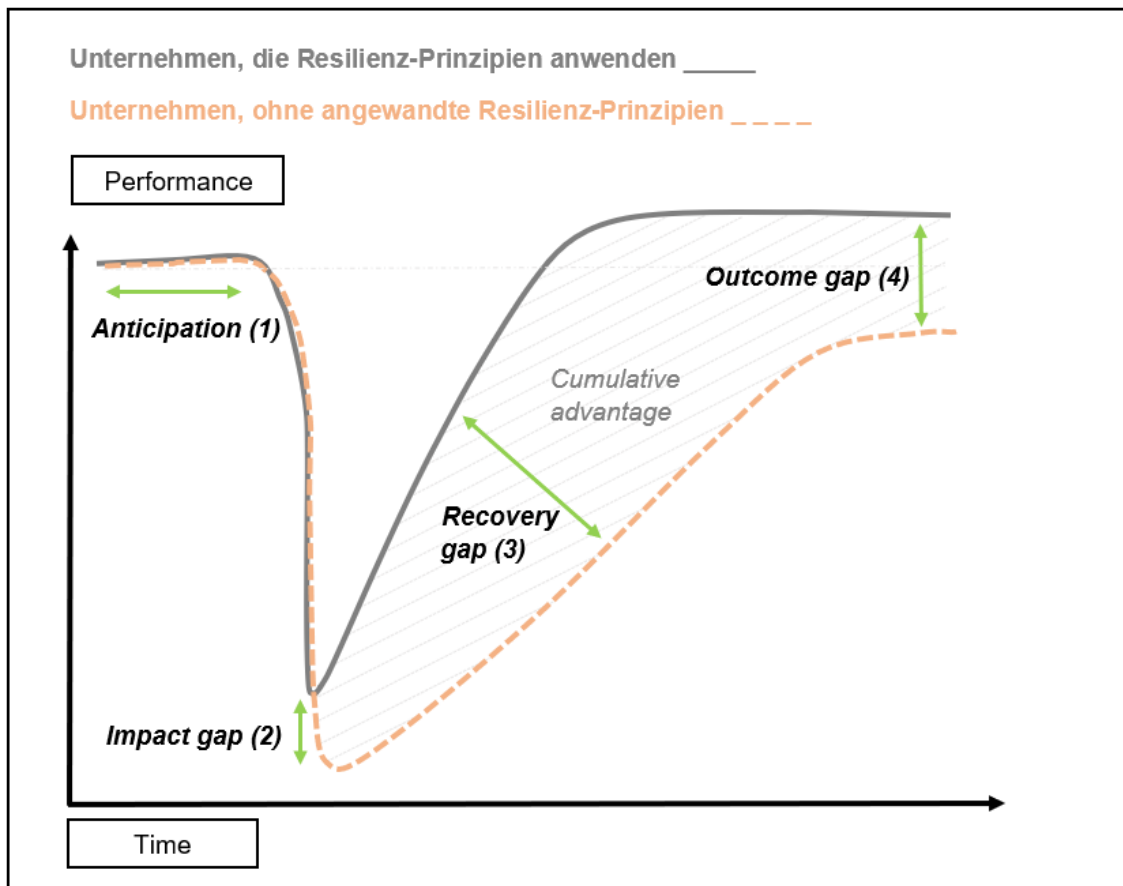 Unternehmen, die Resilienz-Prinzipien anwenden _____
Unternehmen, ohne angewandte Resilienz-Prinzipien _ _ _ _
Performance
Outcome gap (4)
Anticipation (1)
Cumulative
advantage
Recovery
gap (3)
Impact gap (2)
Time